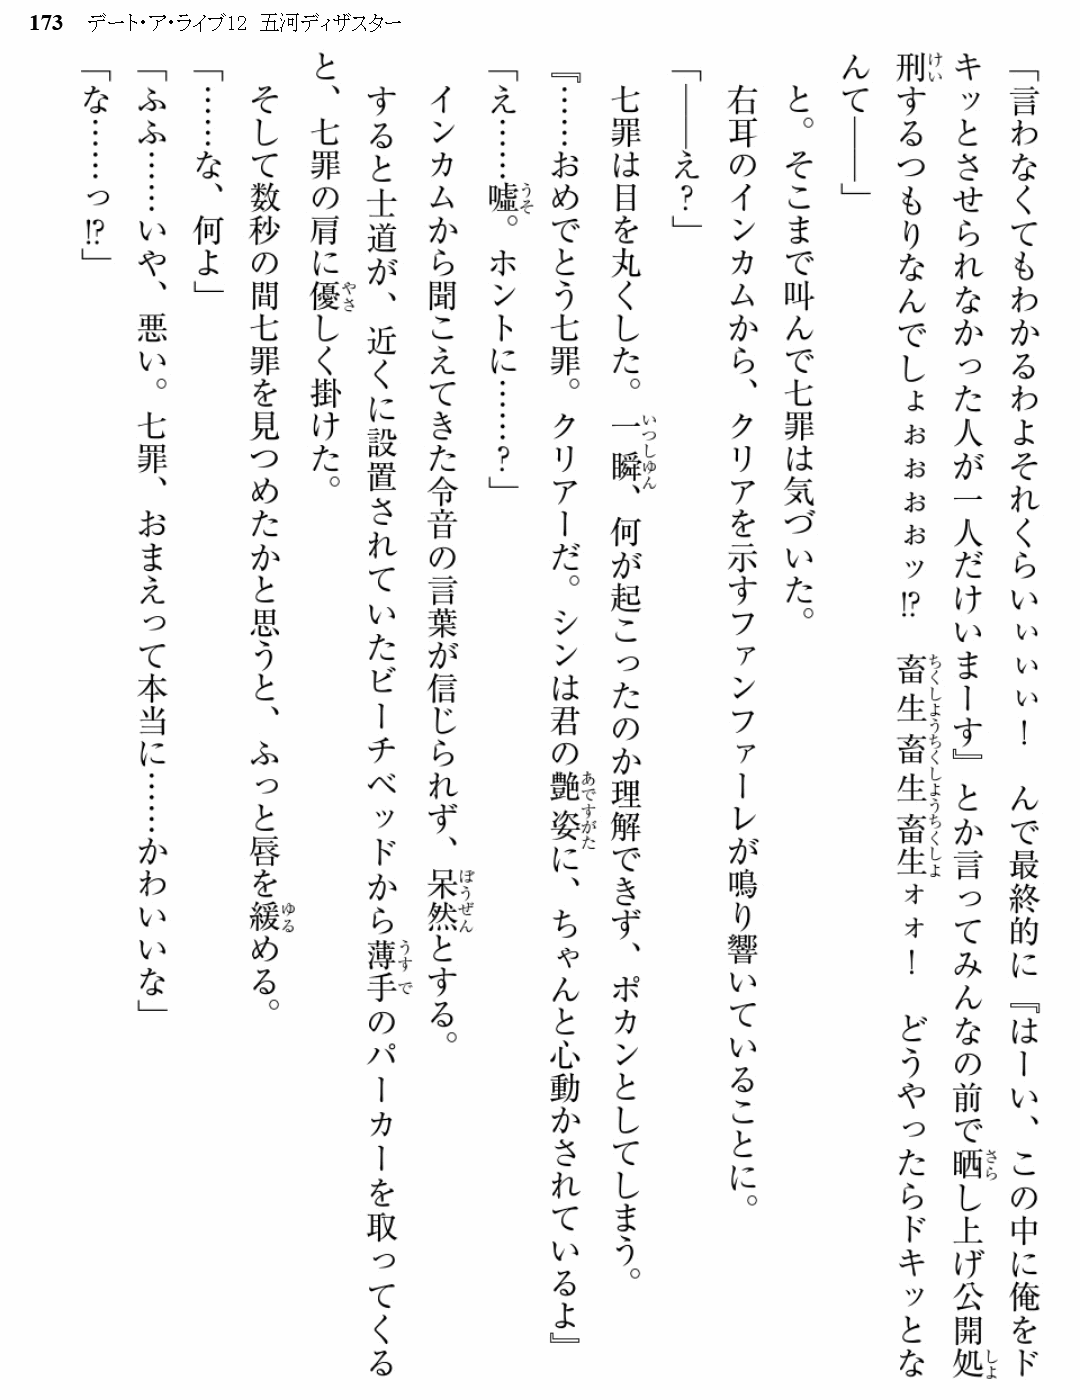 173 デート・ア・ライブ12 五河ディザスター
「言わなくてもわかるわよそれくらいぃぃぃ！　んで最終的に『はーい、この中に俺をド
キッとさせられなかった人が一人だけいまーす』とか言ってみんなの前で晒し上げ公開処
刑するつもりなんでしょぉぉぉぉッ!?　畜生畜生畜生ォォ！　どうやったらドキッとな
んて――」
　と。そこまで叫んで七罪は気づいた。
　右耳のインカムから、クリアを示すファンファーレが鳴り響いていることに。
「――え？」
　七罪は目を丸くした。一瞬、何が起こったのか理解できず、ポカンとしてしまう。
『……おめでとう七罪。クリアーだ。シンは君の艶姿に、ちゃんと心動かされているよ』
「え……嘘。ホントに……？」
　インカムから聞こえてきた令音の言葉が信じられず、呆然とする。
　すると士道が、近くに設置されていたビーチベッドから薄手のパーカーを取ってくる
と、七罪の肩に優しく掛けた。
　そして数秒の間七罪を見つめたかと思うと、ふっと唇を緩める。
「……な、何よ」
「ふふ……いや、悪い。七罪、おまえって本当に……かわいいな」
「な……っ!?」